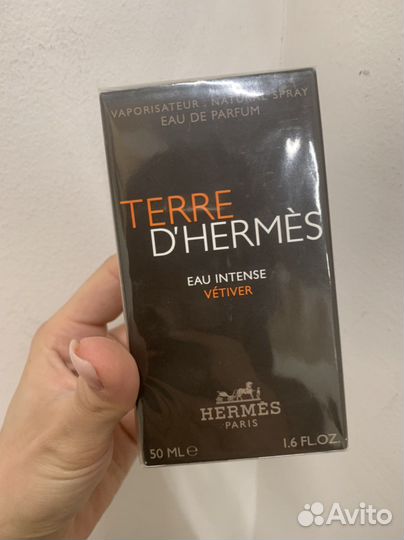 VAPORISATEUR - NATURAL SPRAY
EAU DE PARFUM
TERRE
D'HERMÈS
EAU INTENSE
VÉTIVER
HERMÈS
PARIS
50 ML e 1.6 FL.OZ.
Avito